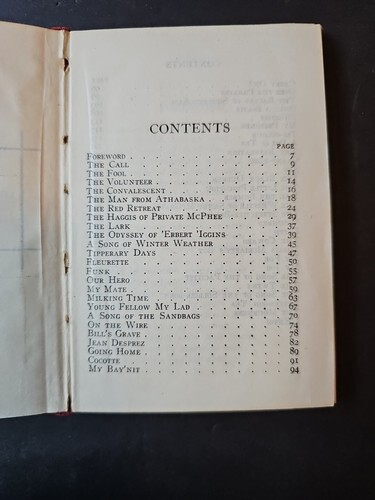 CONTENTS
PAGE
FOREWORD . . . . . . . . . . 7
THE CALL . . . . . . . . . . 9
THE FOOL . . . . . . . . . . 11
THE VOLUNTEER . . . . . . . . 14
THE CONVALESCENT . . . . . . . 16
THE MAN FROM ATHABASKA . . . . . 18
THE RED RETREAT . . . . . . . 24
THE HAGGIS OF PRIVATE MCPHEE . . . . 29
THE LARK . . . . . . . . . . 37
THE ODYSSEY OF 'ERBERT 'IGGINS . . . . 39
A SONG OF WINTER WEATHER . . . . . 45
TIPPERARY DAYS . . . . . . . . 47
FLEURETTE . . . . . . . . . 50
FUNK . . . . . . . . . . . 55
OUR HERO . . . . . . . . . . 57
MY MATE . . . . . . . . . . 59
MILKING TIME . . . . . . . . 63
YOUNG FELLOW MY LAD . . . . . . 67
A SONG OF THE SANDBAGS . . . . . 70
ON THE WIRE . . . . . . . . . 74
BILL'S GRAVE . . . . . . . . 78
JEAN DESPREZ . . . . . . . . 82
GOING HOME . . . . . . . . . 89
COCOTTE . . . . . . . . . . 91
MY BAY'NIT . . . . . . . . . 94